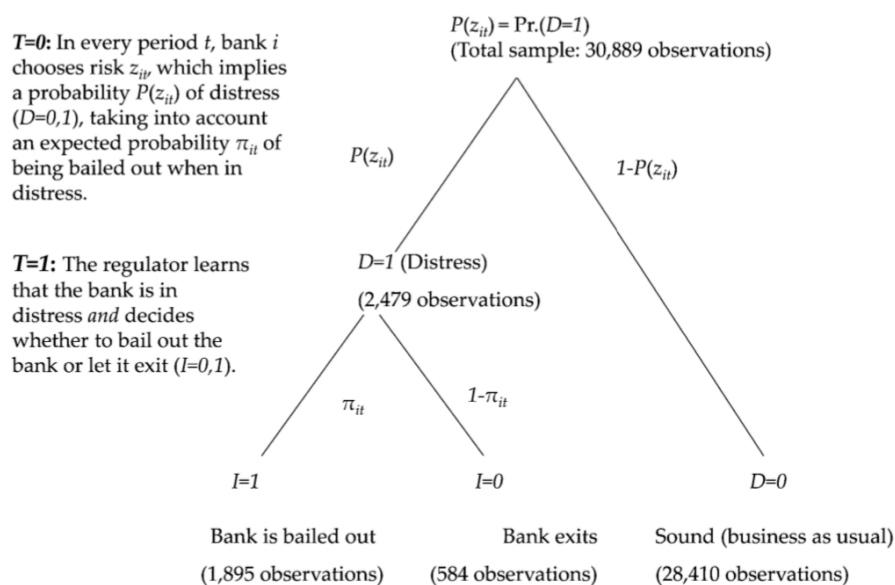 P(z_it) = Pr.(D=1)
(Total sample: 30,889 observations)
T=0: In every period t, bank i
chooses risk z_it, which implies
a probability P(z_it) of distress
(D=0,1), taking into account
an expected probability π_it of
being bailed out when in
distress.
P(z_it)
1-P(z_it)
T=1: The regulator learns
that the bank is in
distress and decides
whether to bail out the
bank or let it exit (I=0,1).
D=1 (Distress)
(2,479 observations)
π_it
1-π_it
I=1
I=0
D=0
Bank is bailed out
Bank exits
Sound (business as usual)
(1,895 observations)
(584 observations)
(28,410 observations)